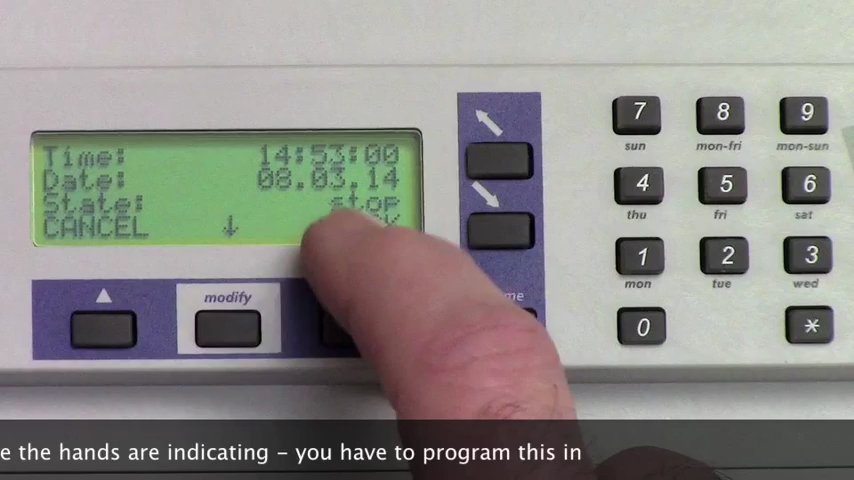 Time: 14:53:00
Date: 08.03.14
State: stop
CANCEL ↓
modify
me
7 8 9
sun mon-fri mon-sun
4 5 6
thu fri sat
1 2 3
mon tue wed
0 *
e the hands are indicating - you have to program this in